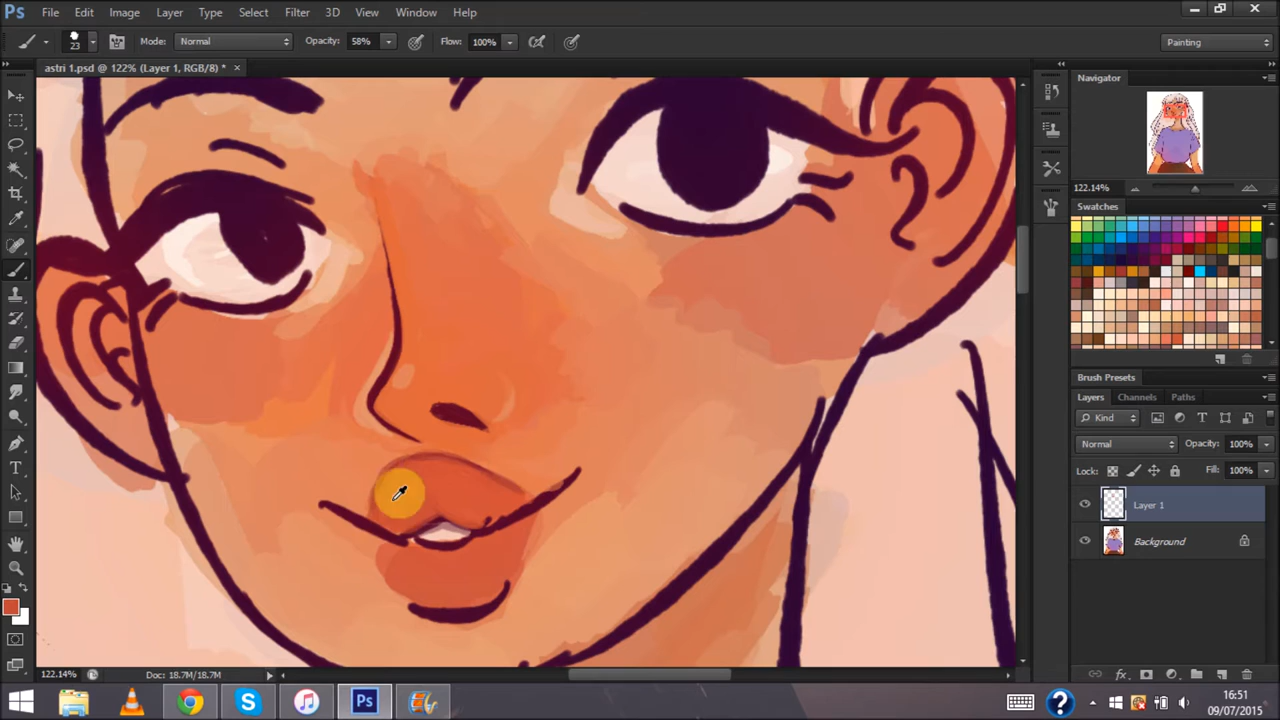 Ps File Edit Image Layer Type Select Filter 3D View Window Help
23 Mode: Normal Opacity: 58% Flow: 100% Painting
astri 1.psd @ 122% (Layer 1, RGB/8) * ×
Navigator
122.14%
Swatches
Brush Presets
Layers Channels Paths
Kind
Normal Opacity: 100%
Lock: Fill: 100%
Layer 1
Background
122.14% Doc: 18.7M/18.7M
Ps
16:51
09/07/2015